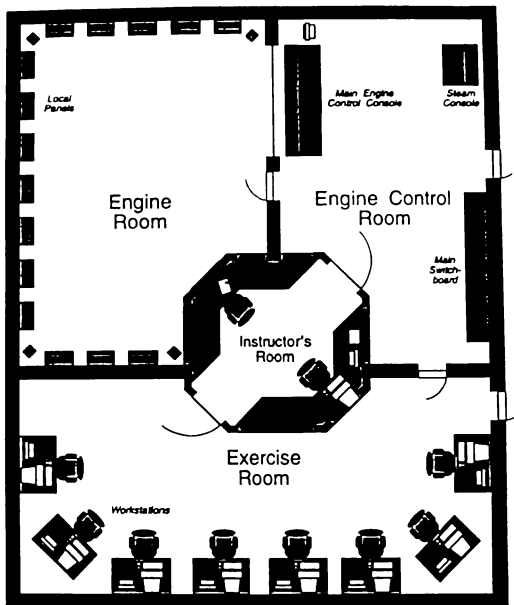 Local
Panels
Main Engine
Control Console
Steam
Console
Engine
Room
Engine Control
Room
Main
Switch-
board
Instructor's
Room
Exercise
Room
Workstations